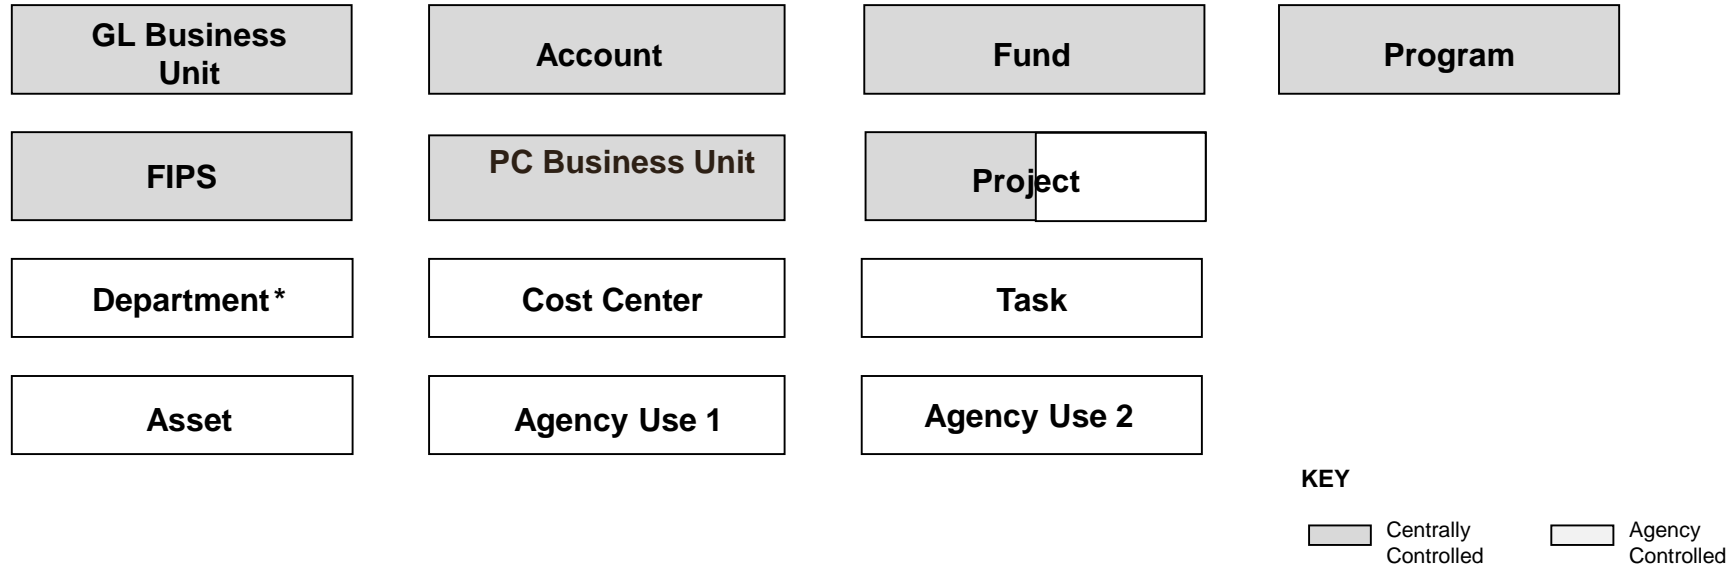 GL Business
Unit
Account
Fund
Program
FIPS
PC Business Unit
Project
Department *
Cost Center
Task
Asset
Agency Use 1
Agency Use 2
KEY
Centrally
Controlled
Agency
Controlled